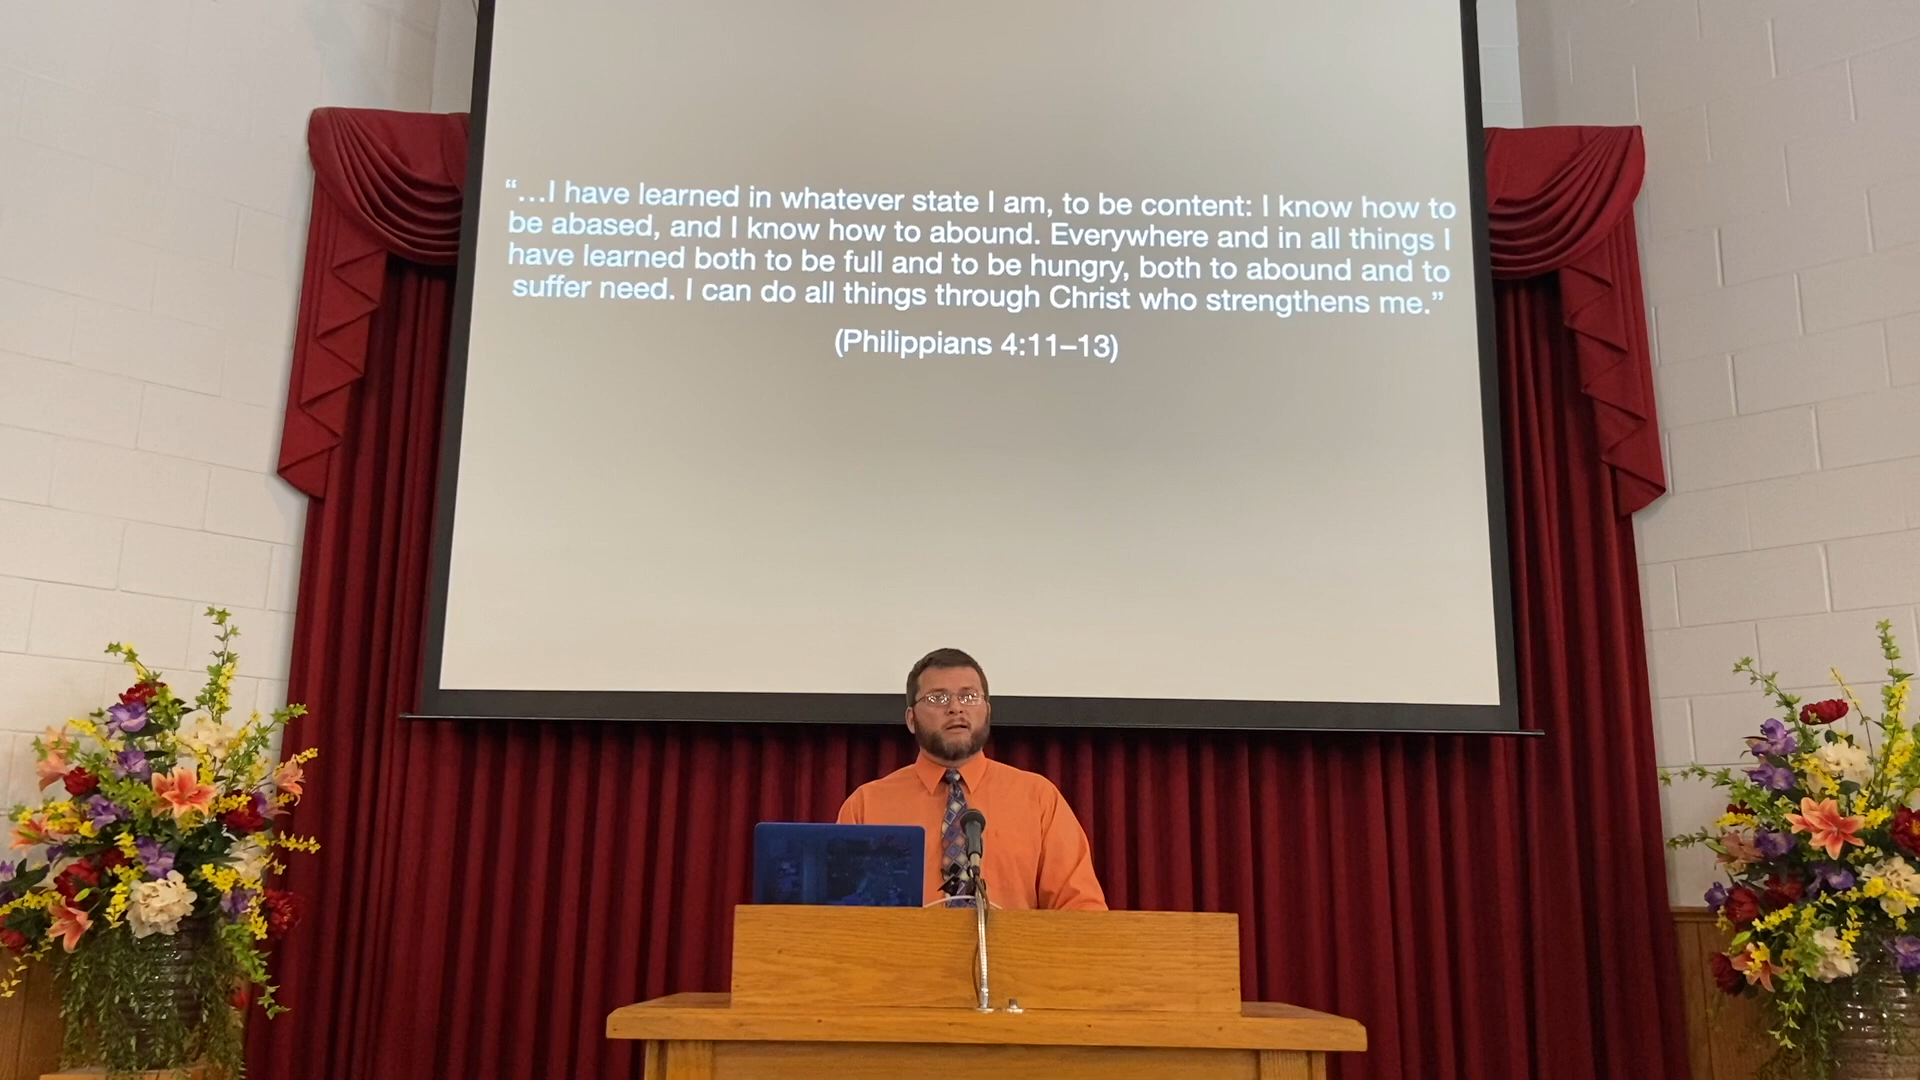 “…I have learned in whatever state I am, to be content: I know how to
be abased, and I know how to abound. Everywhere and in all things I
have learned both to be full and to be hungry, both to abound and to
suffer need. I can do all things through Christ who strengthens me.”
(Philippians 4:11–13)